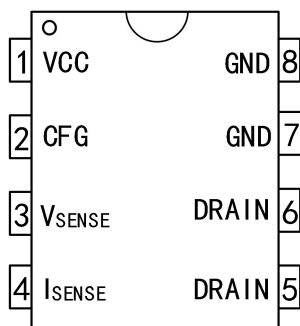 1 VCC GND 8
2 CFG GND 7
3 VSENSE DRAIN 6
4 ISENSE DRAIN 5